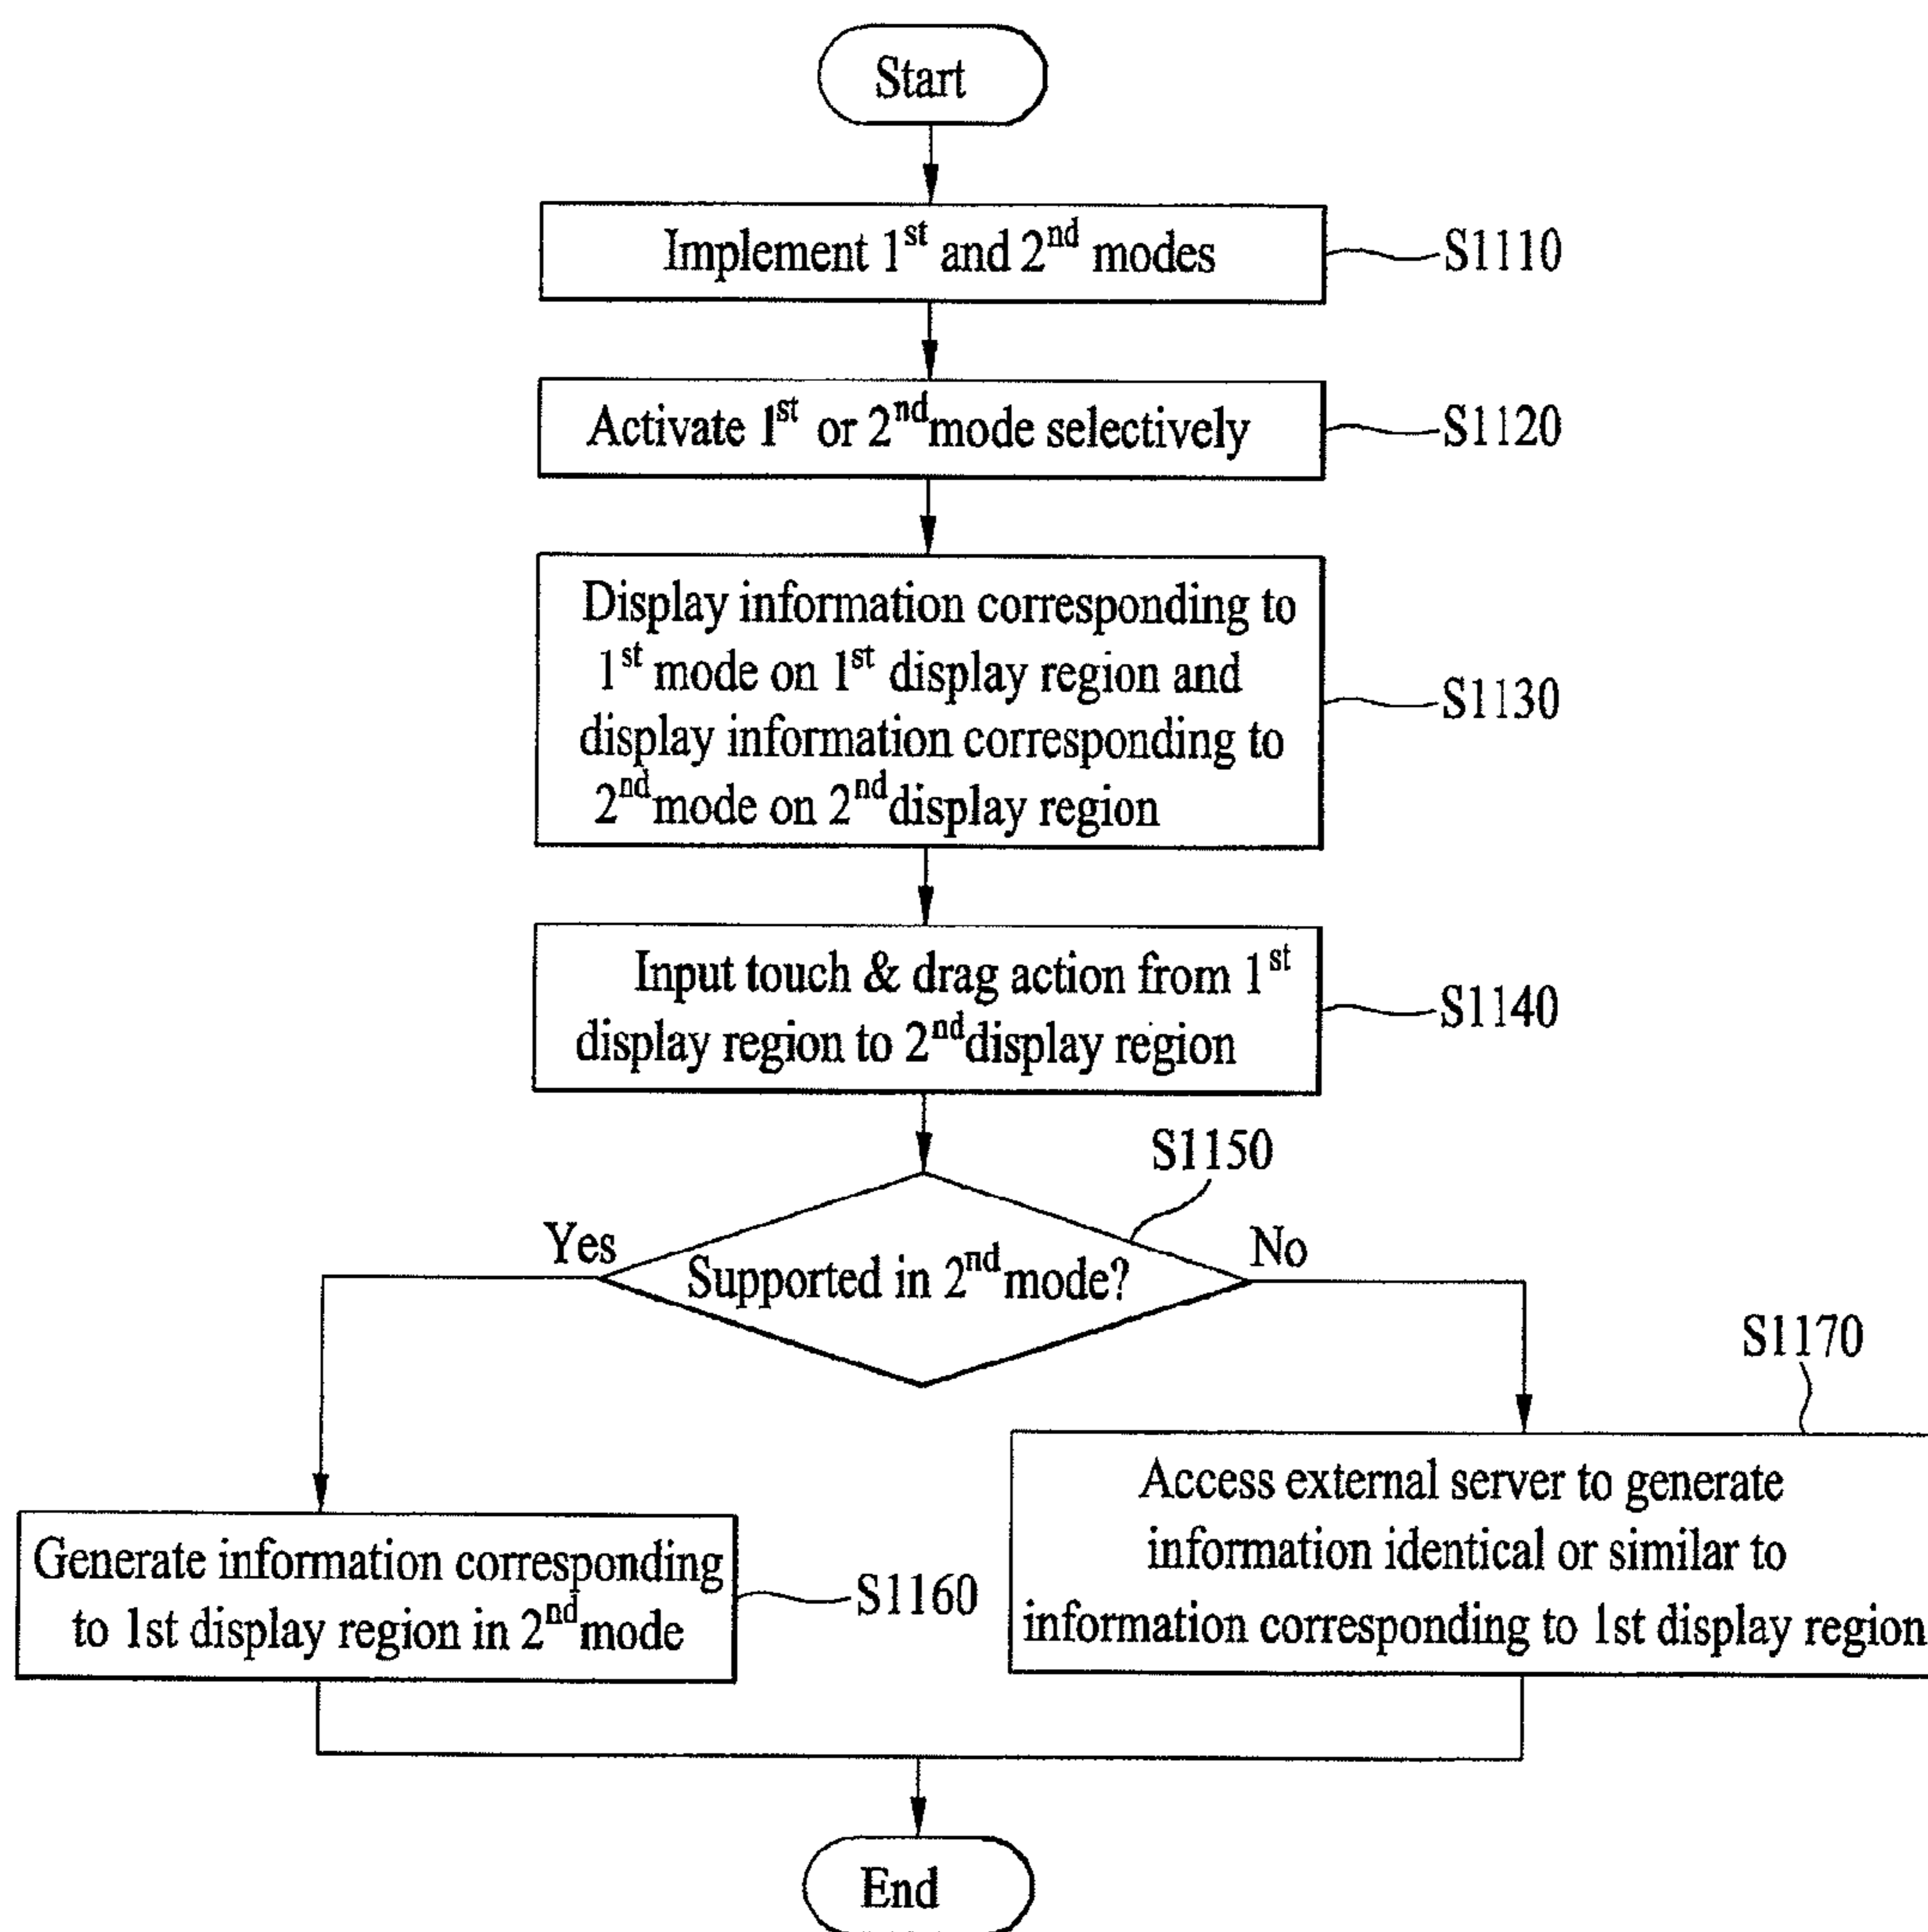 Start
Implement 1st and 2nd modes
S1110
Activate 1st or 2nd mode selectively
S1120
Display information corresponding to
1st mode on 1st display region and
display information corresponding to
2nd mode on 2nd display region
S1130
Input touch & drag action from 1st
display region to 2nd display region
S1140
S1150
Yes
Supported in 2nd mode?
No
S1170
Access external server to generate
information identical or similar to
information corresponding to 1st display region
Generate information corresponding
to 1st display region in 2nd mode
S1160
End